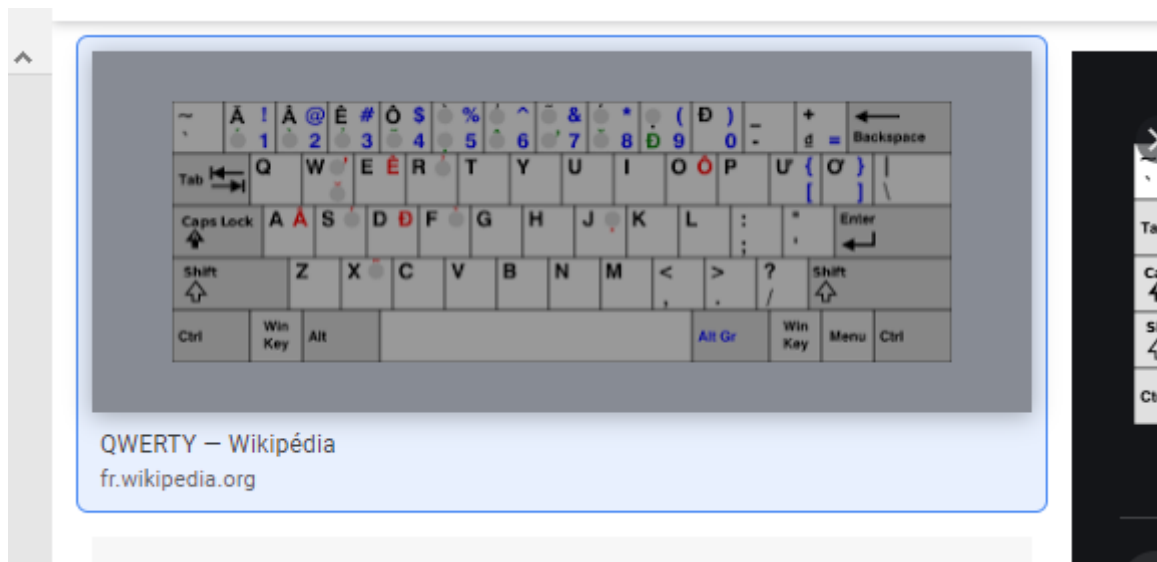 ~ Ă ! Â @ Ê # Ô $ % ^ & * ( Đ ) _ + Backspace
` 1 2 3 4 5 6 7 8 Đ 9 0 - ₫ =
Tab Q W E Ê R T Y U I O Ô P Ư { Ơ } |
[ ] \
Caps Lock A Â S D Đ F G H J K L : " Enter
; '
Shift Z X C V B N M < > ? Shift
, . /
Ctrl Win Key Alt Alt Gr Win Key Menu Ctrl
QWERTY — Wikipédia
fr.wikipedia.org